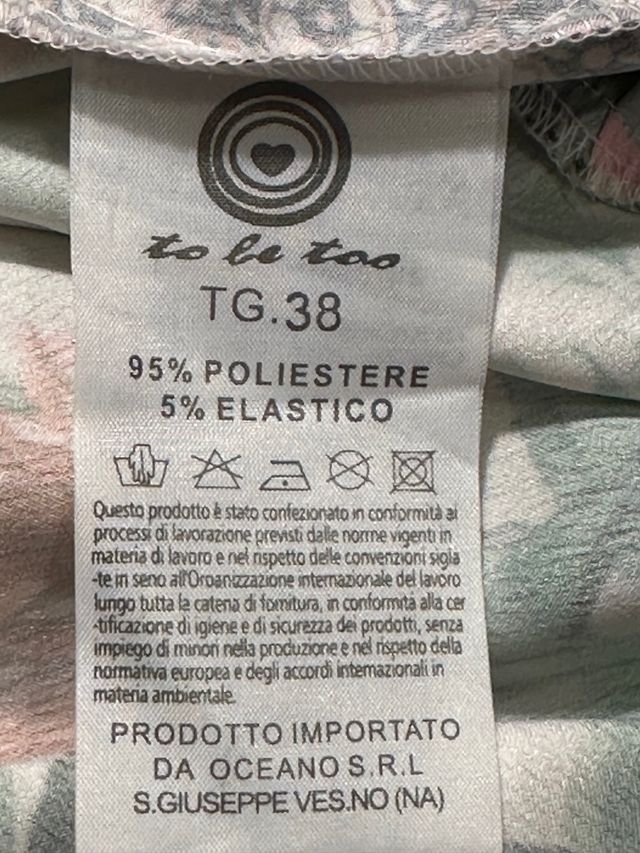 to be too
TG.38
95% POLIESTERE
5% ELASTICO
Questo prodotto è stato confezionato in conformità ai
processi di lavorazione previsti dalle norme vigenti in
materia di lavoro e nel rispetto delle convenzioni sigla
-te in seno all'Organizzazione internazionale del lavoro
lungo tutta la catena di fornitura, in conformità alla cer
-tificazione di igiene e di sicurezza dei prodotti, senza
impiego di minori nella produzione e nel rispetto della
normativa europea e degli accordi internazionali in
materia ambientale.
PRODOTTO IMPORTATO
DA OCEANO S.R.L
S.GIUSEPPE VES.NO (NA)